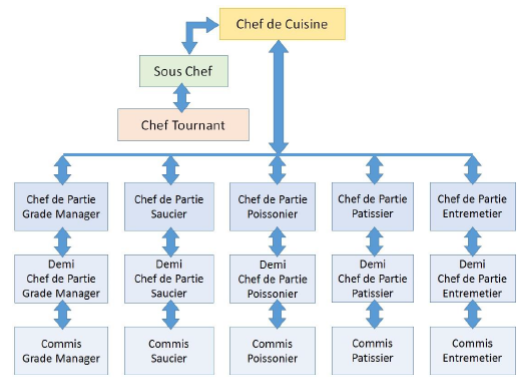 Chef de Cuisine
Sous Chef
Chef Tournant
Chef de Partie
Grade Manager
Chef de Partie
Saucier
Chef de Partie
Poissonier
Chef de Partie
Patissier
Chef de Partie
Entremetier
Demi
Chef de Partie
Grade Manager
Demi
Chef de Partie
Saucier
Demi
Chef de Partie
Poissonier
Demi
Chef de Partie
Patissier
Demi
Chef de Partie
Entremetier
Commis
Grade Manager
Commis
Saucier
Commis
Poissonier
Commis
Patissier
Commis
Entremetier